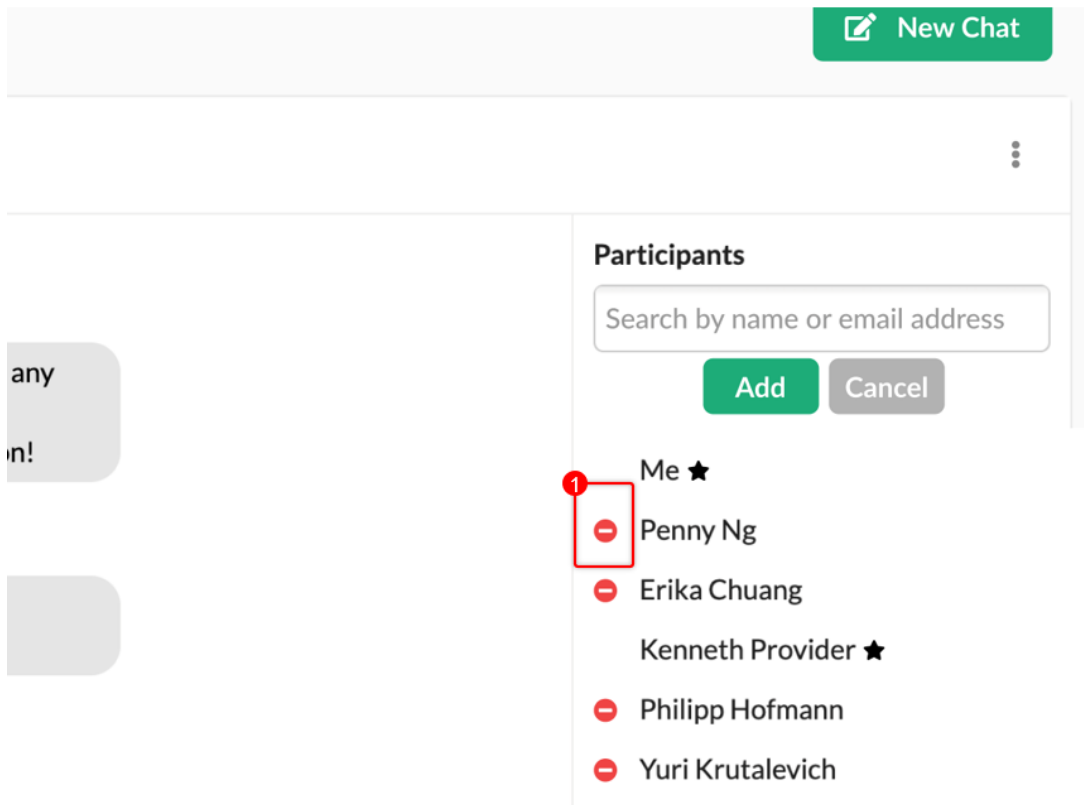 New Chat
Participants
Search by name or email address
any
Add Cancel
n!
1
Me
Penny Ng
Erika Chuang
Kenneth Provider
Philipp Hofmann
Yuri Krutalevich